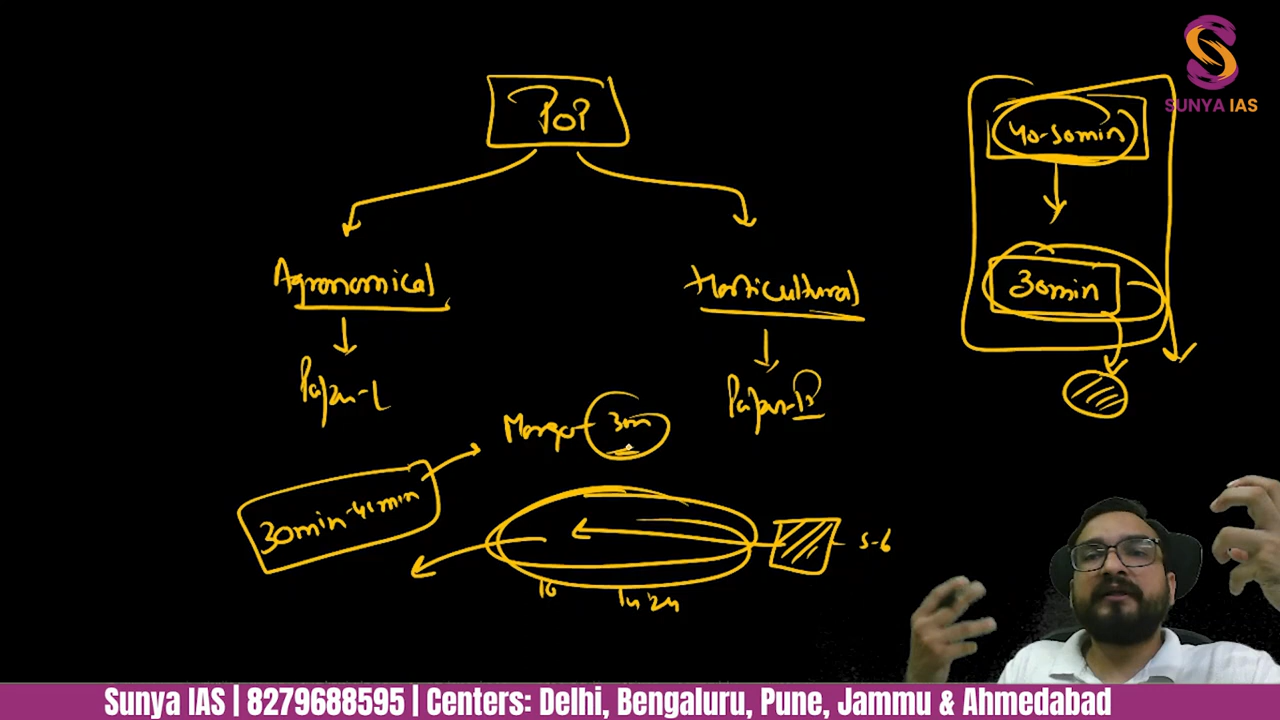 PoP
40-50min
SUNYA IAS
Agronomical
Horticultural
30min
Paper-I
Paper-II
Mango-
30min-40min
5-6
10
Sunya IAS | 8279688595 | Centers: Delhi, Bengaluru, Pune, Jammu & Ahmedabad